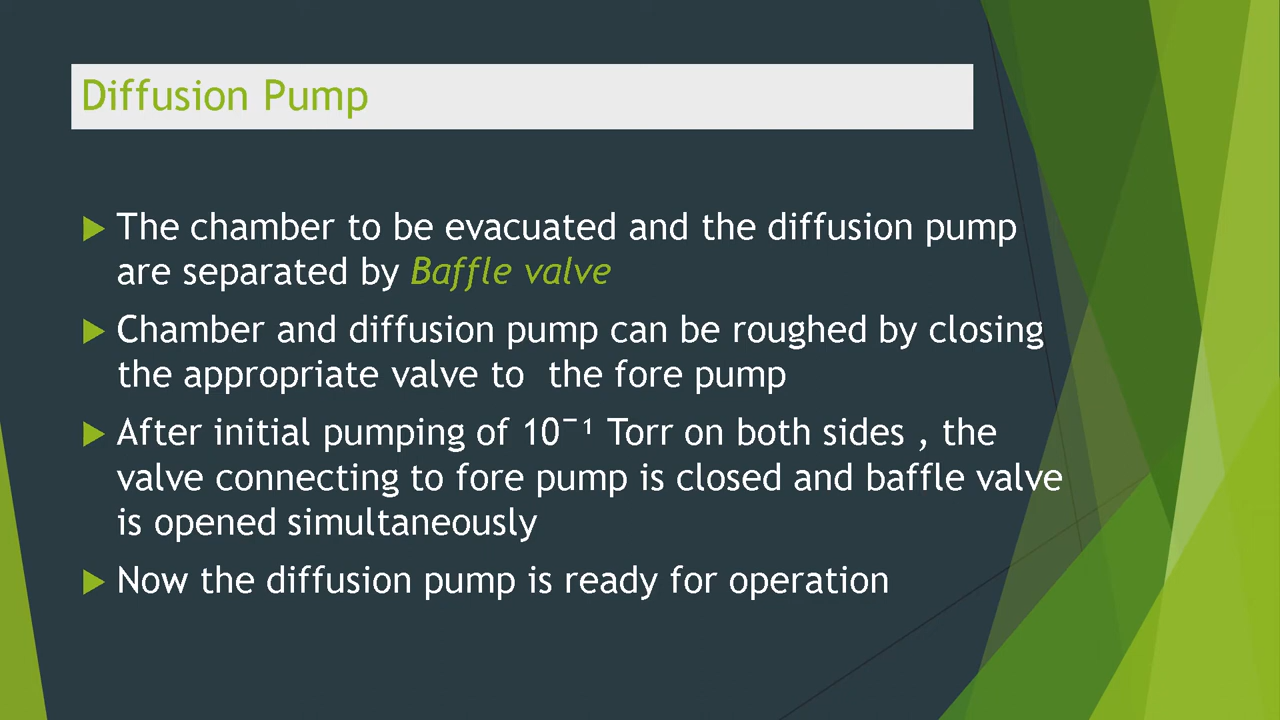 Diffusion Pump
The chamber to be evacuated and the diffusion pump
are separated by Baffle valve
Chamber and diffusion pump can be roughed by closing
the appropriate valve to  the fore pump
After initial pumping of 10⁻¹ Torr on both sides , the
valve connecting to fore pump is closed and baffle valve
is opened simultaneously
Now the diffusion pump is ready for operation